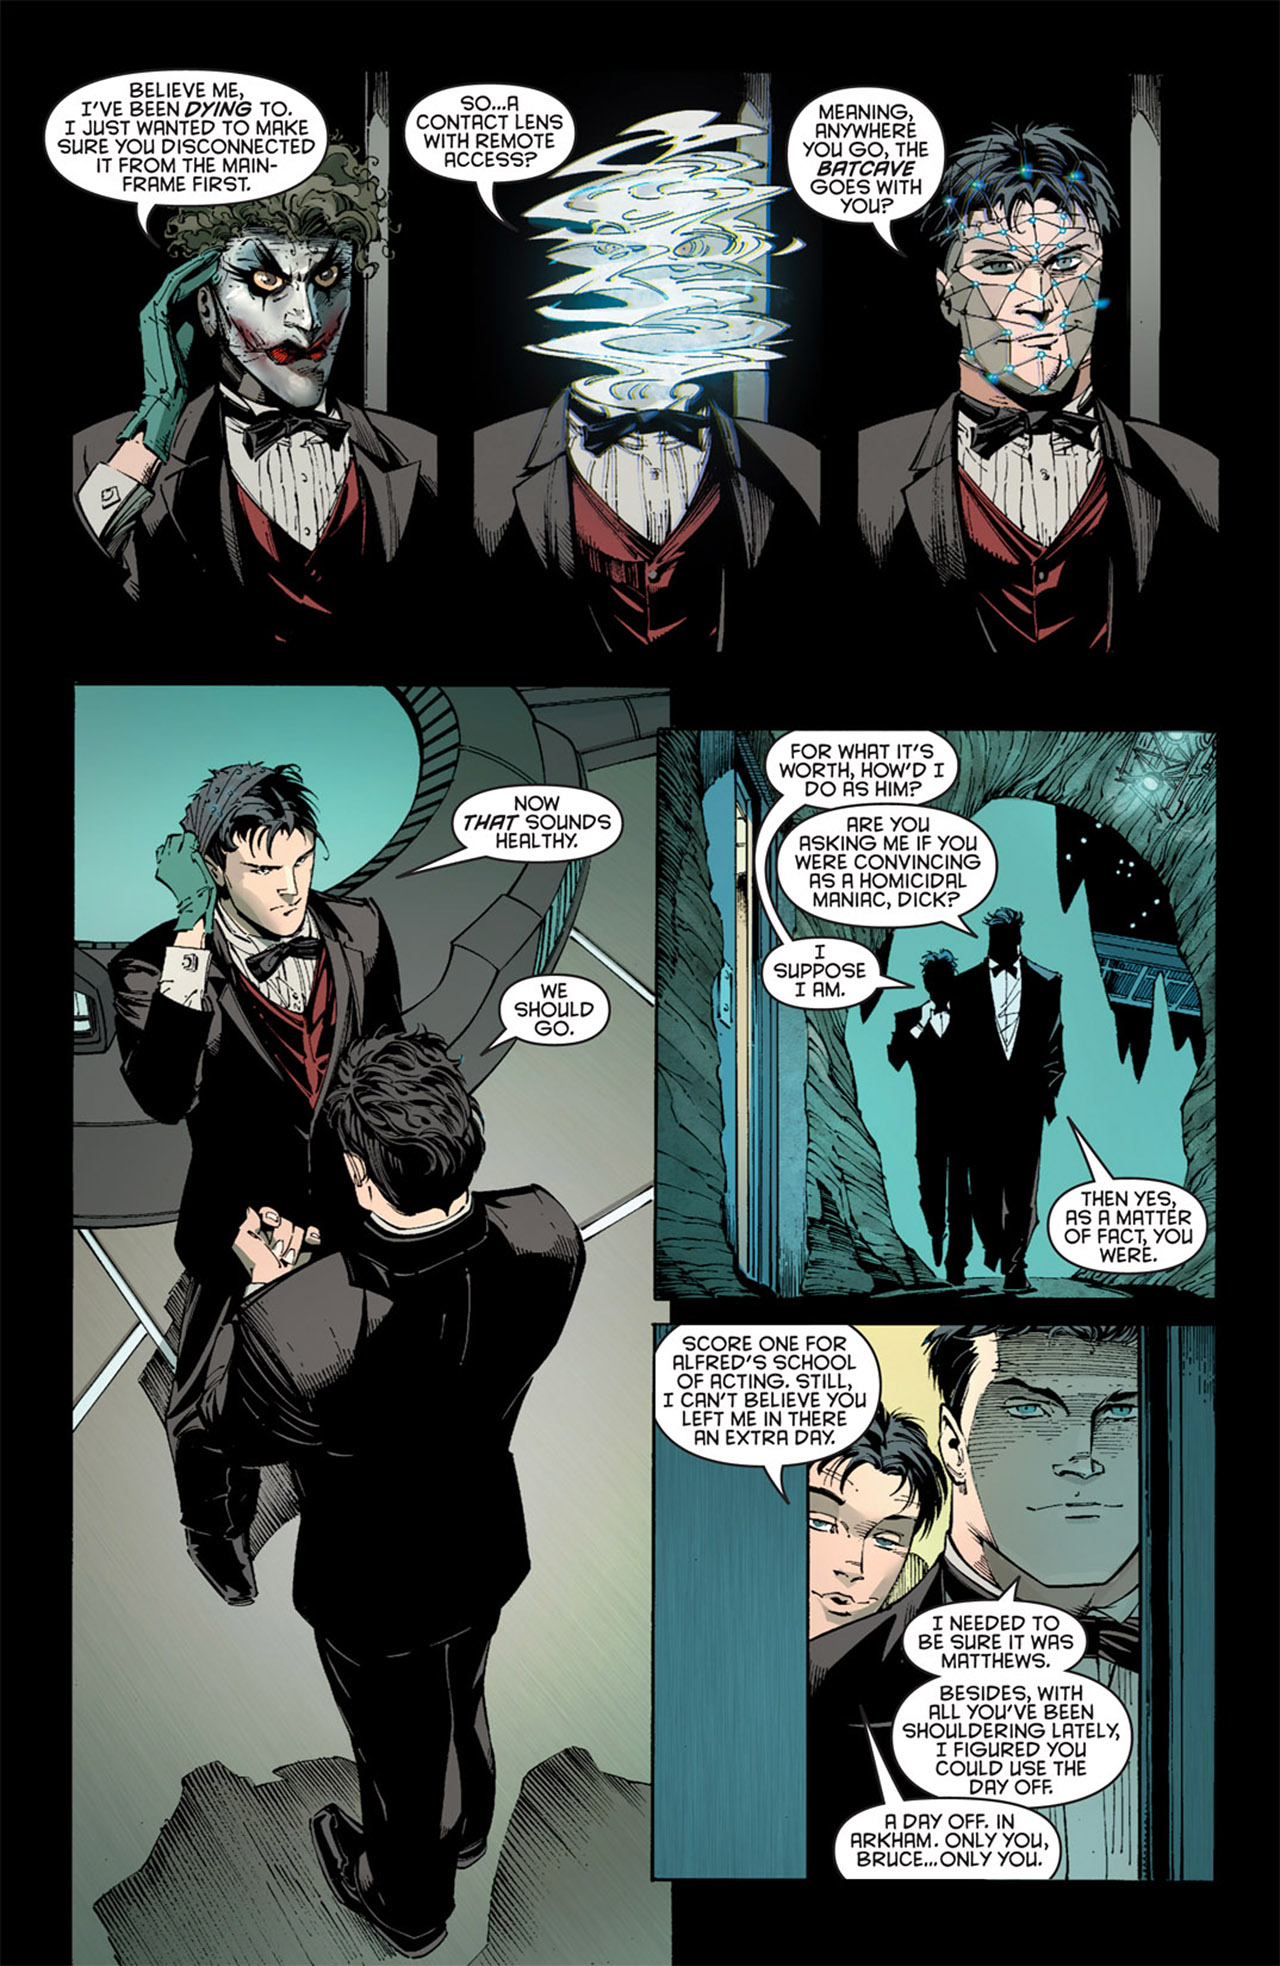 BELIEVE ME,
I'VE BEEN DYING TO.
I JUST WANTED TO MAKE
SURE YOU DISCONNECTED
IT FROM THE MAIN-
FRAME FIRST.
SO...A
CONTACT LENS
WITH REMOTE
ACCESS?
MEANING,
ANYWHERE
YOU GO, THE
BATCAVE
GOES WITH
YOU?
NOW
THAT SOUNDS
HEALTHY.
WE
SHOULD
GO.
FOR WHAT IT'S
WORTH, HOW'D I
DO AS HIM?
ARE YOU
ASKING ME IF YOU
WERE CONVINCING
AS A HOMICIDAL
MANIAC, DICK?
I
SUPPOSE
I AM.
THEN YES,
AS A MATTER
OF FACT, YOU
WERE.
SCORE ONE FOR
ALFRED'S SCHOOL
OF ACTING. STILL,
I CAN'T BELIEVE YOU
LEFT ME IN THERE
AN EXTRA DAY.
I NEEDED TO
BE SURE IT WAS
MATTHEWS.
BESIDES, WITH
ALL YOU'VE BEEN
SHOULDERING LATELY,
I FIGURED YOU
COULD USE THE
DAY OFF.
A DAY OFF. IN
ARKHAM. ONLY YOU,
BRUCE...ONLY YOU.